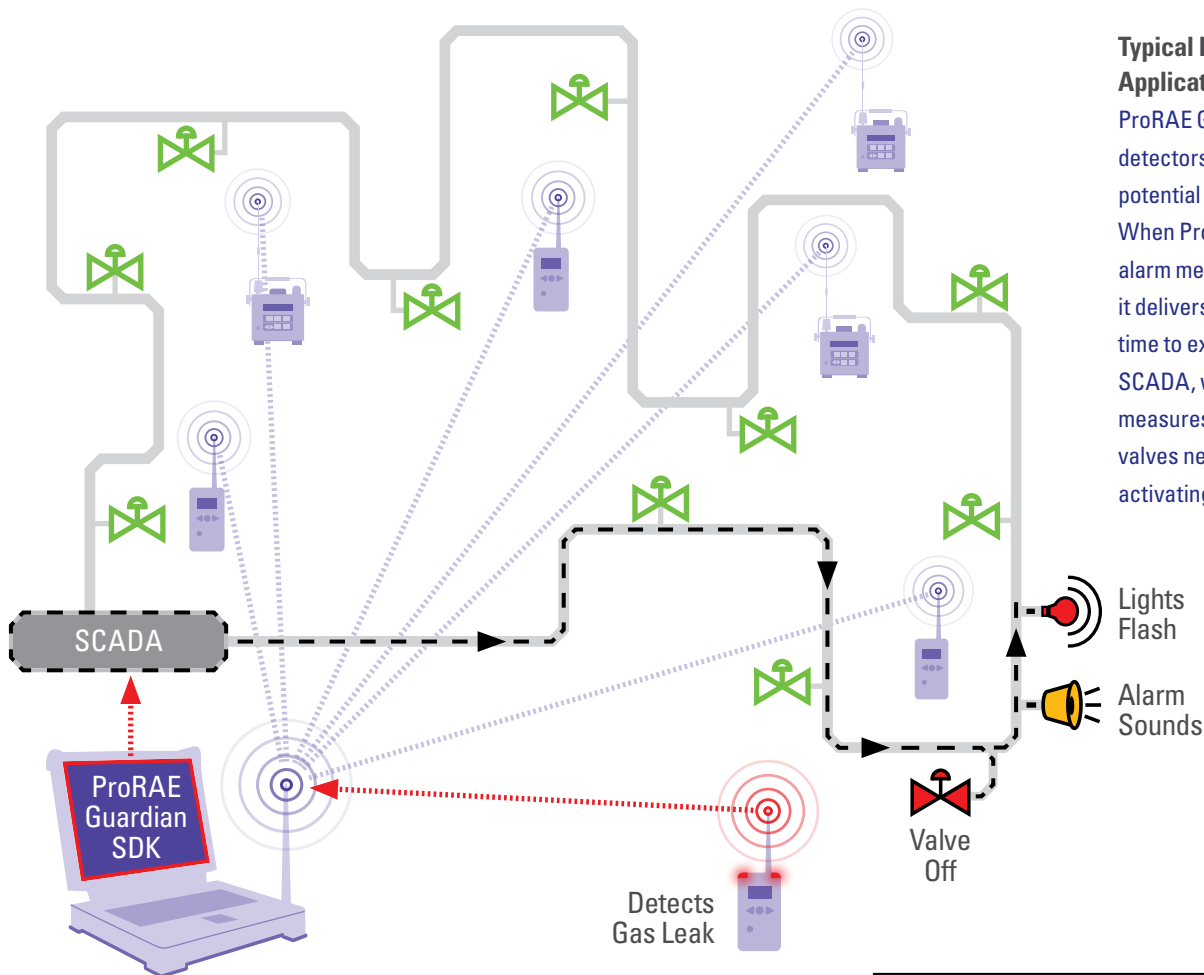 Typical
Applicat
ProRAE G
detectors
potential
When Pro
alarm me
it delivers
time to ex
SCADA, w
measures
valves ne
activating
SCADA
Lights
Flash
Alarm
Sounds
ProRAE
Guardian
SDK
Valve
Off
Detects
Gas Leak